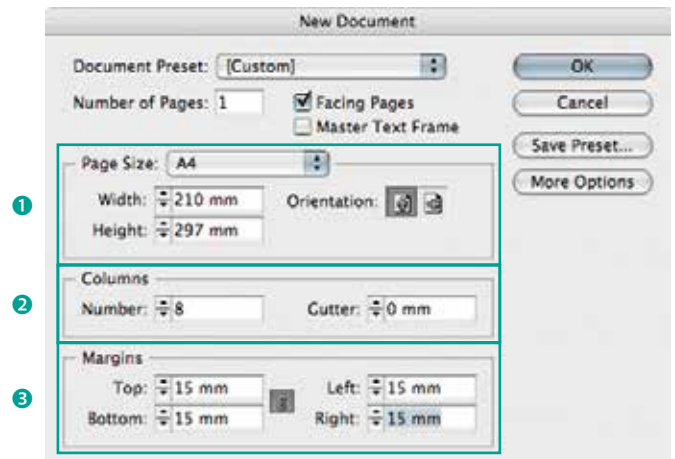 New Document
Document Preset: [Custom]
OK
Number of Pages: 1
Facing Pages
Cancel
Master Text Frame
Save Preset...
Page Size: A4
More Options
1
Width: 210 mm
Orientation:
Height: 297 mm
Columns
2
Number: 8
Gutter: 0 mm
Margins
3
Top: 15 mm
Left: 15 mm
Bottom: 15 mm
Right: 15 mm